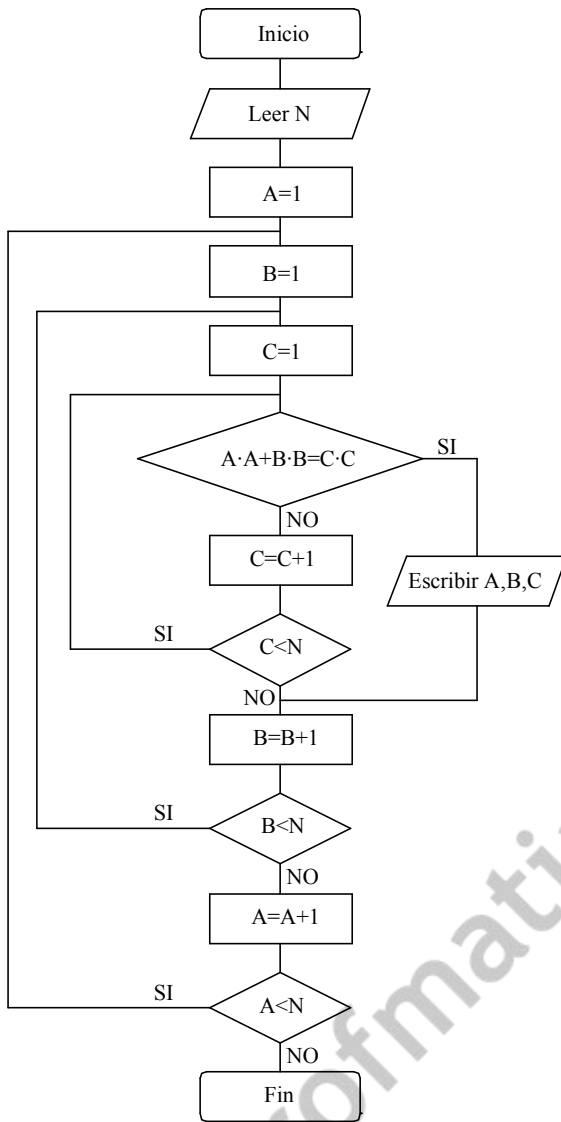 Inicio
Leer N
A=1
B=1
C=1
A·A+B·B=C·C
SI
NO
C=C+1
Escribir A,B,C
SI
C<N
NO
B=B+1
SI
B<N
NO
A=A+1
SI
A<N
NO
Fin